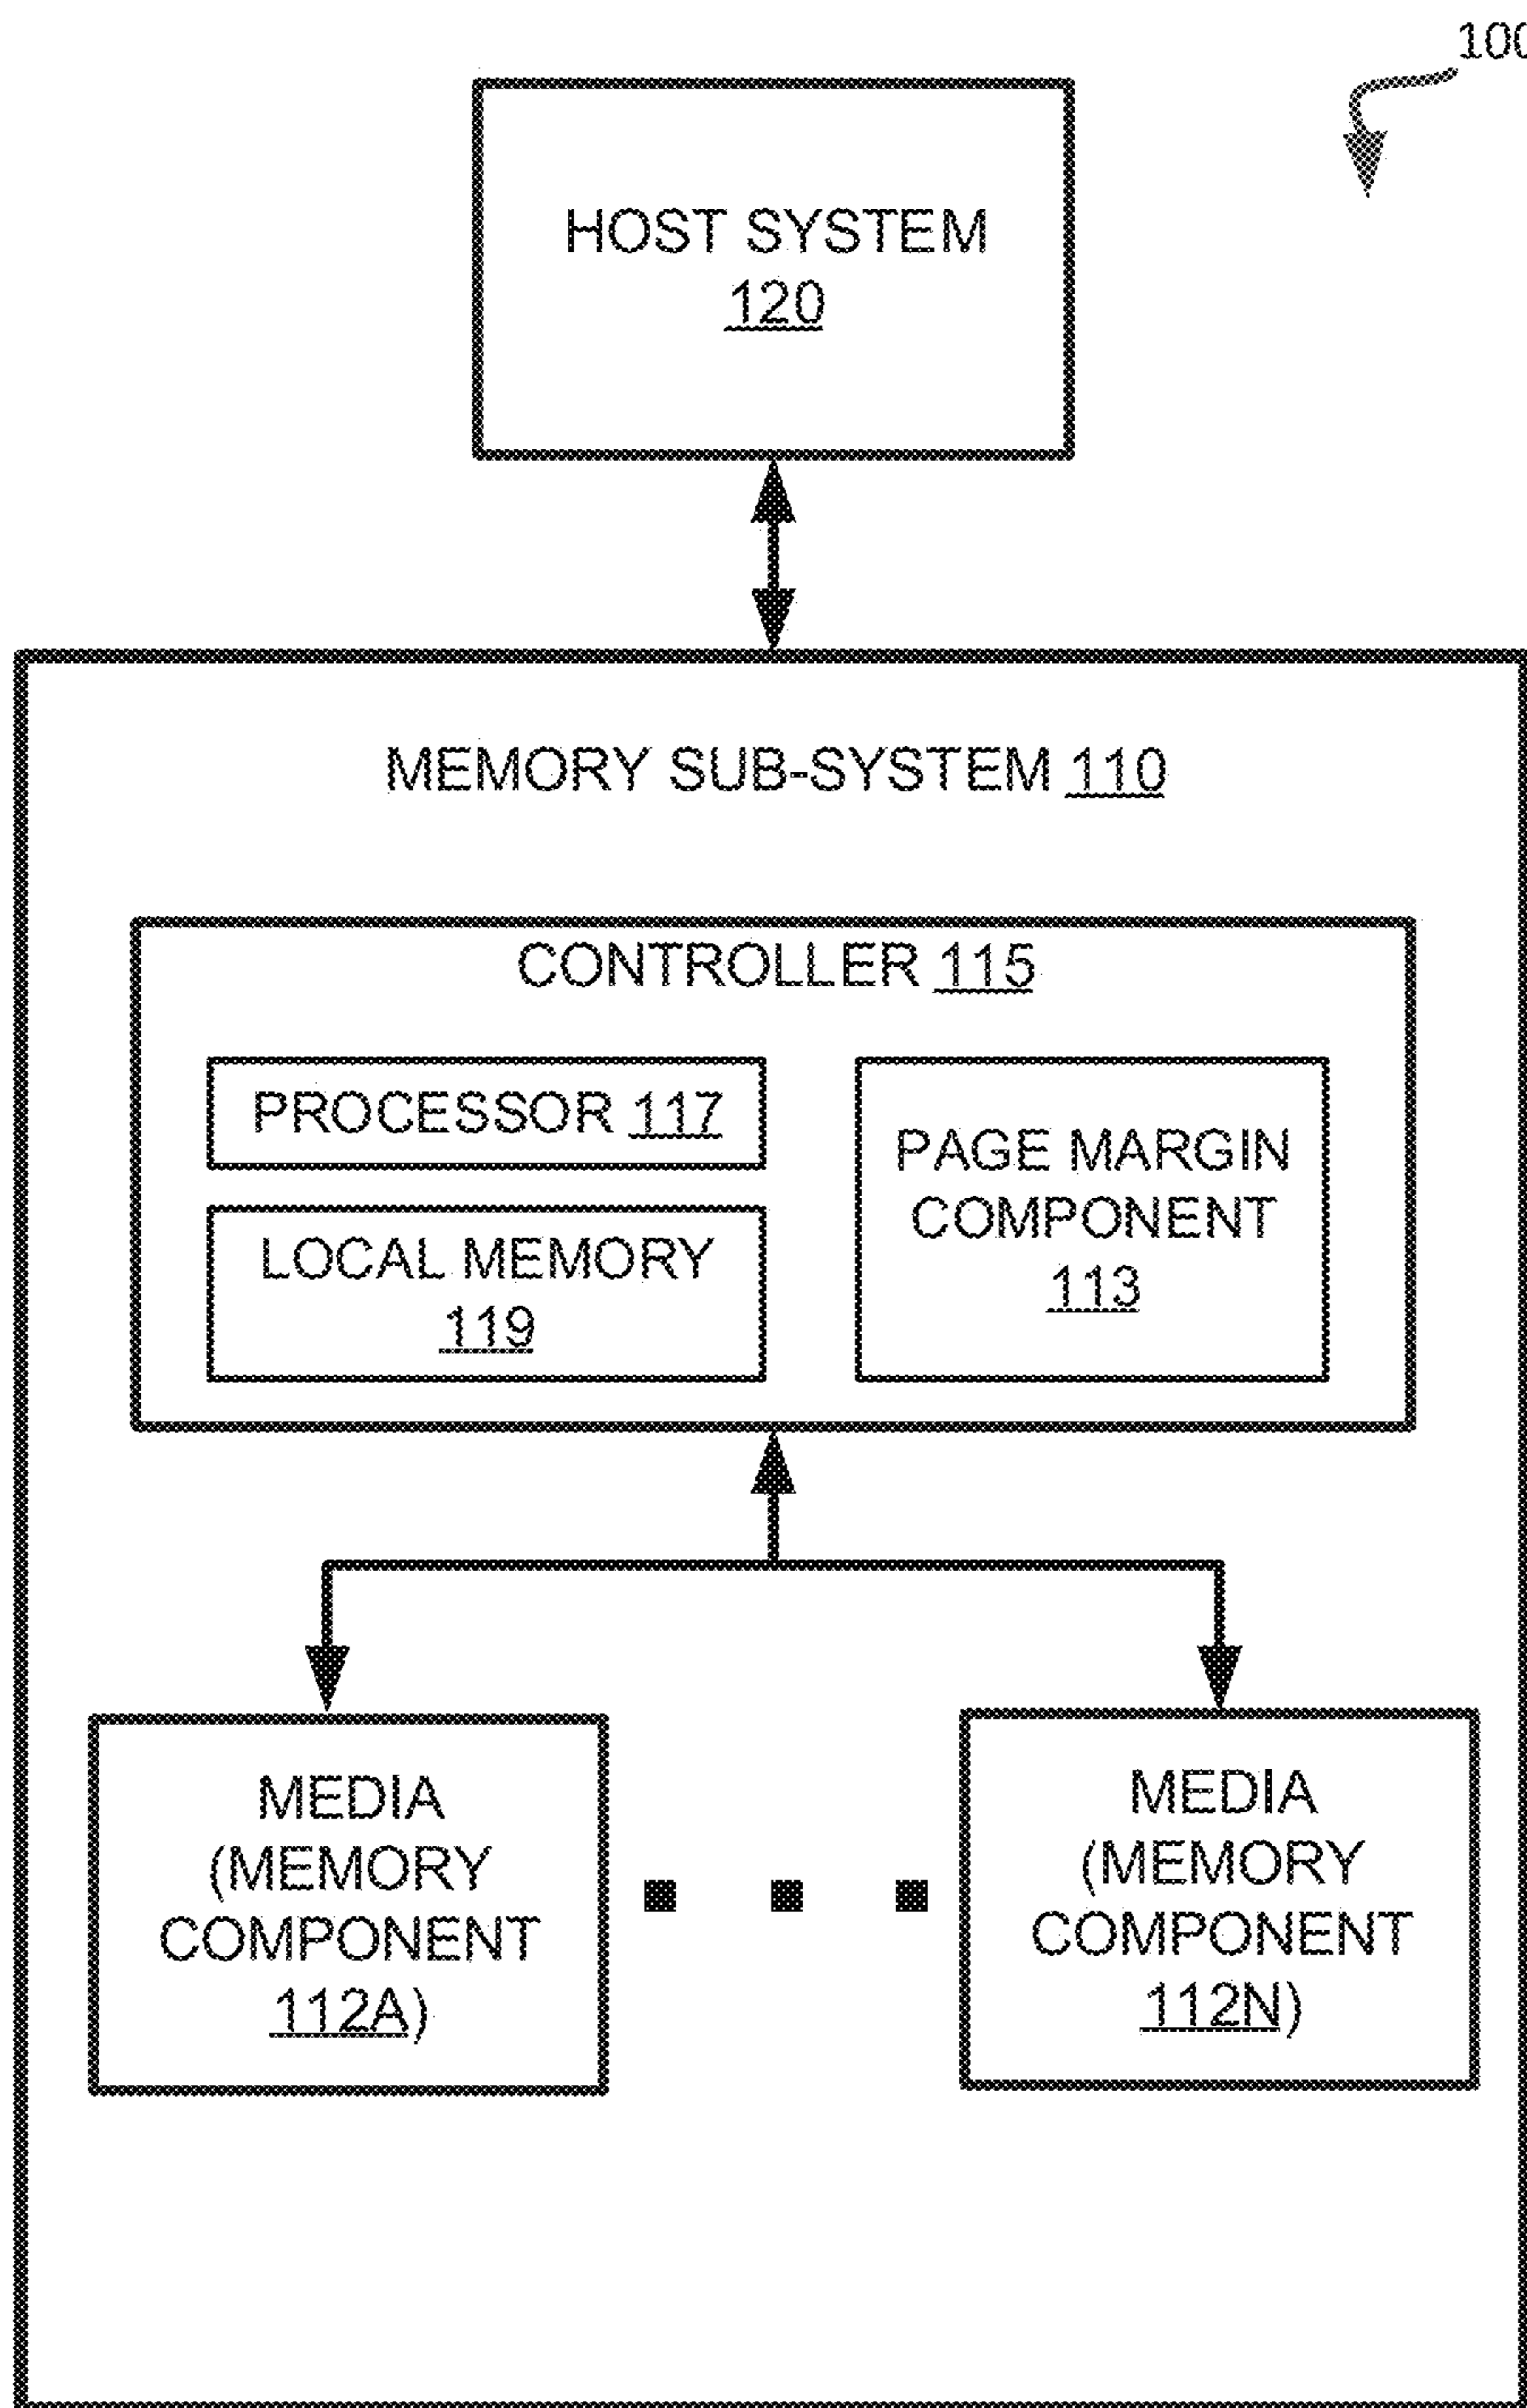 100
HOST SYSTEM
120
MEMORY SUB-SYSTEM 110
CONTROLLER 115
PROCESSOR 117
LOCAL MEMORY
119
PAGE MARGIN
COMPONENT
113
MEDIA
(MEMORY
COMPONENT
112A)
MEDIA
(MEMORY
COMPONENT
112N)